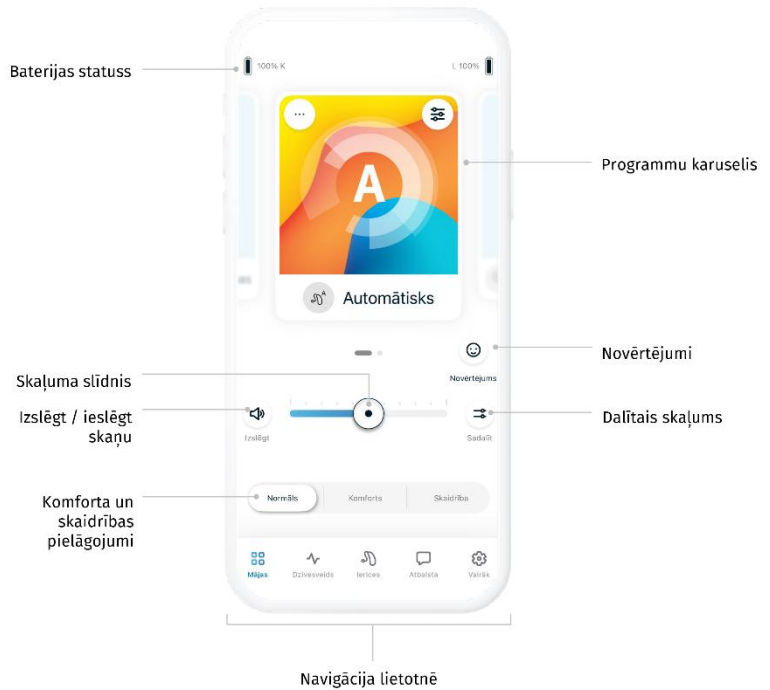 Baterijas statuss
100% K
L 100%
...
A
Programmu karuselis
Automātisks
Novērtējumi
Novērtējums
Skaļuma slīdnis
Izslēgt / ieslēgt
skaņu
Dalītais skaļums
Izslēgt
Sadalīt
Komforta un
skaidrības
pielāgojumi
Normāls
Komforts
Skaidrība
Mājas
Dzīvesveids
Ierīces
Atbalsta
Vairāk
Navigācija lietotnē